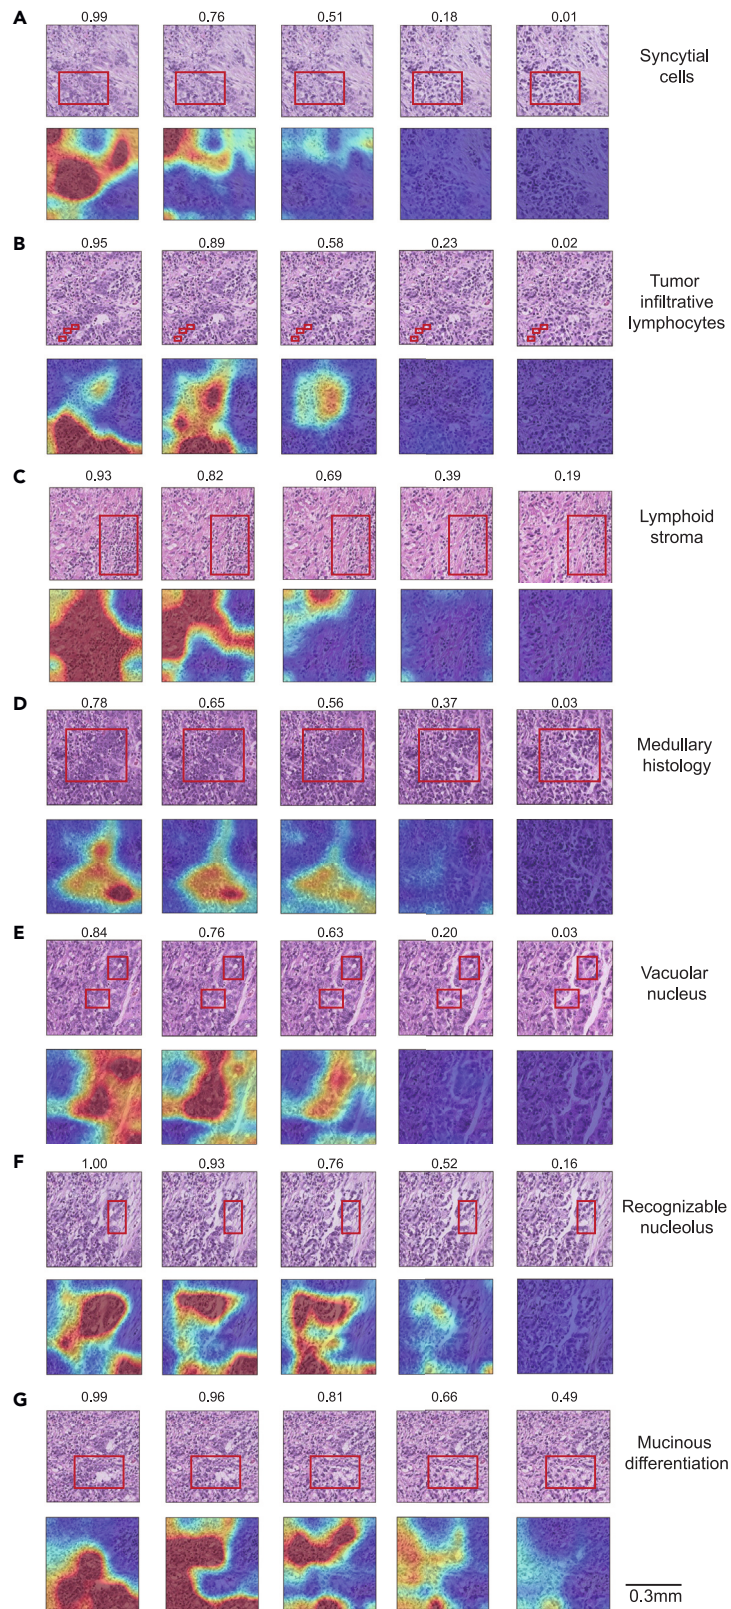 A
0.99 0.76 0.51 0.18 0.01
Syncytial
cells
B
0.95 0.89 0.58 0.23 0.02
Tumor
infiltrative
lymphocytes
C
0.93 0.82 0.69 0.39 0.19
Lymphoid
stroma
D
0.78 0.65 0.56 0.37 0.03
Medullary
histology
E
0.84 0.76 0.63 0.20 0.03
Vacuolar
nucleus
F
1.00 0.93 0.76 0.52 0.16
Recognizable
nucleolus
G
0.99 0.96 0.81 0.66 0.49
Mucinous
differentiation
0.3mm